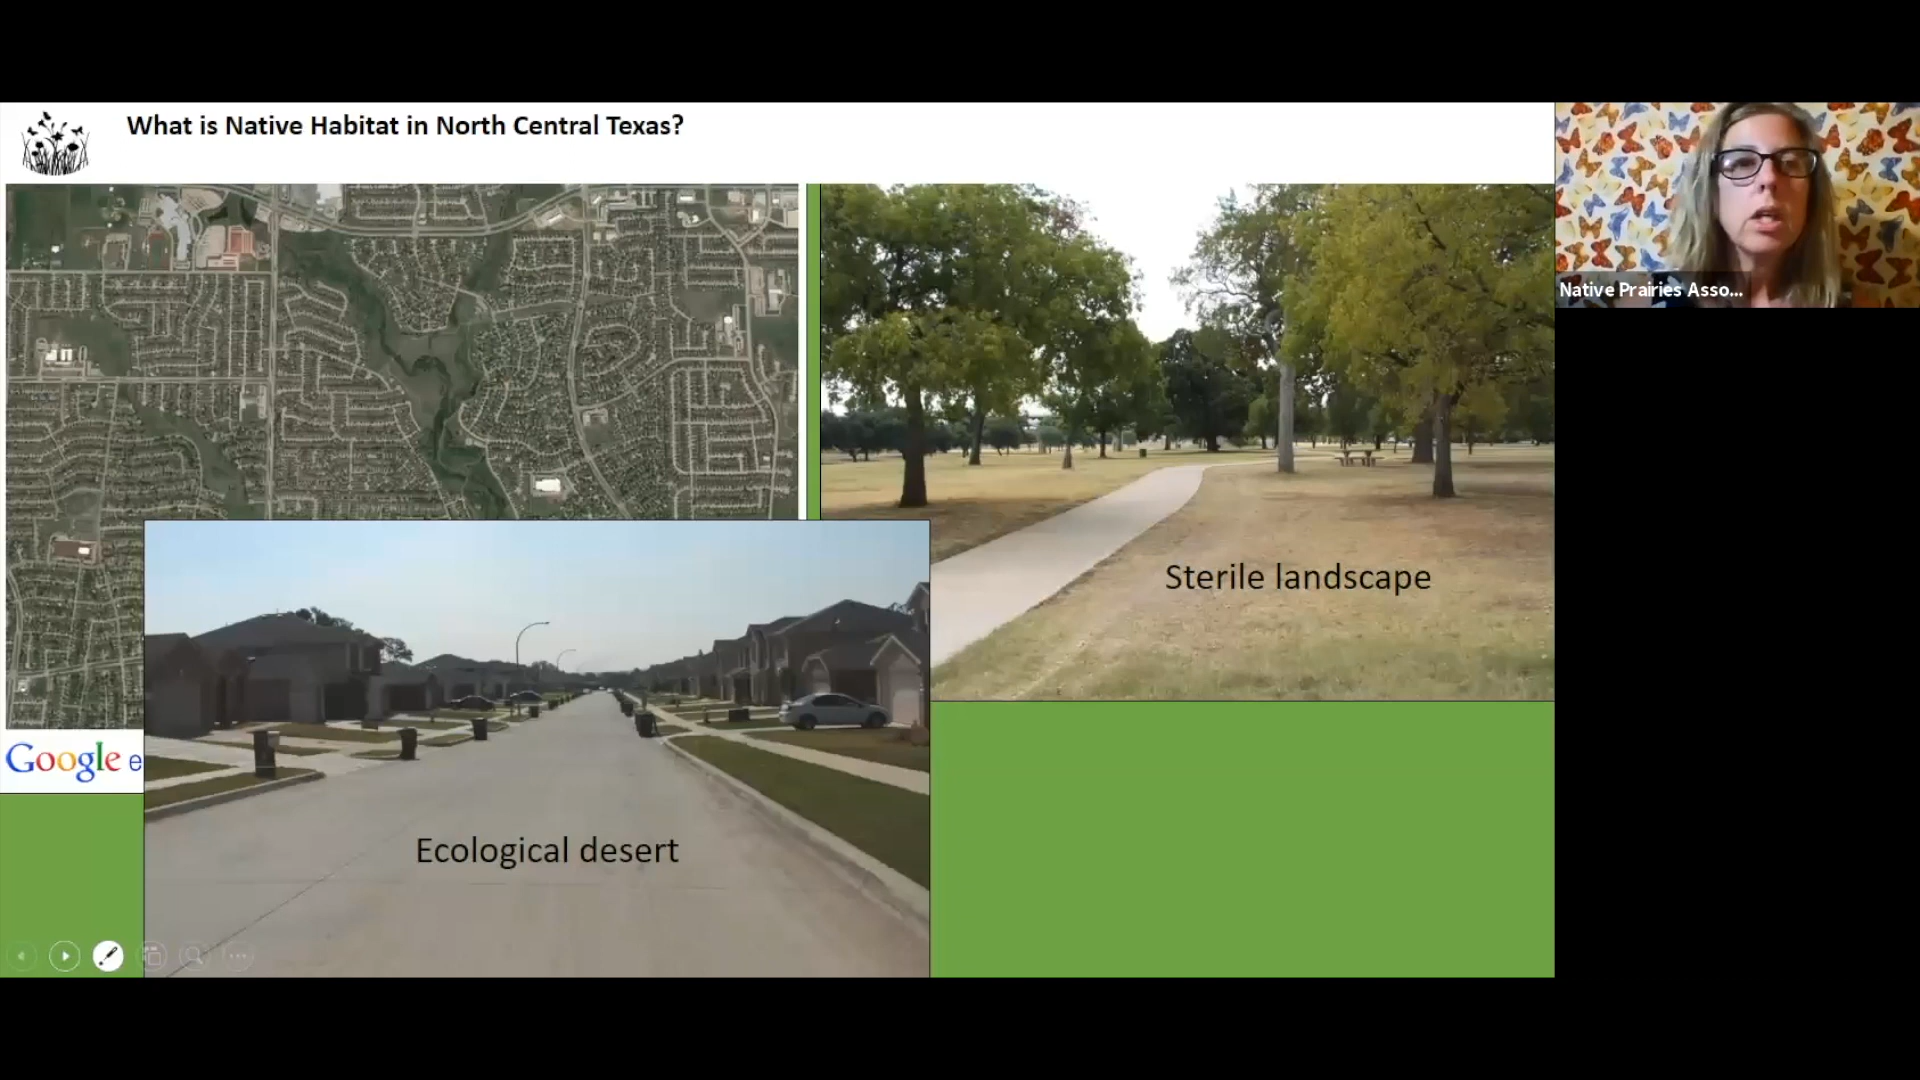 What is Native Habitat in North Central Texas?
Native Prairies Asso...
Sterile landscape
Google e
Ecological desert